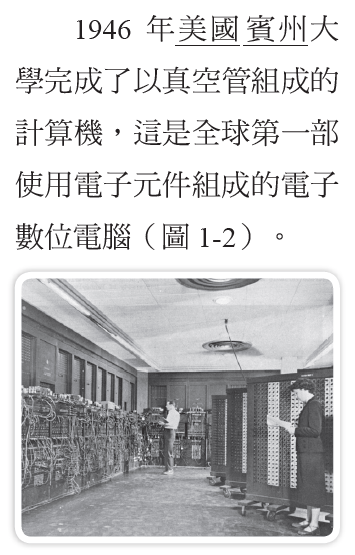 1946 年美國賓州大
學完成了以真空管組成的
計算機，這是全球第一部
使用電子元件組成的電子
數位電腦（圖 1-2）。